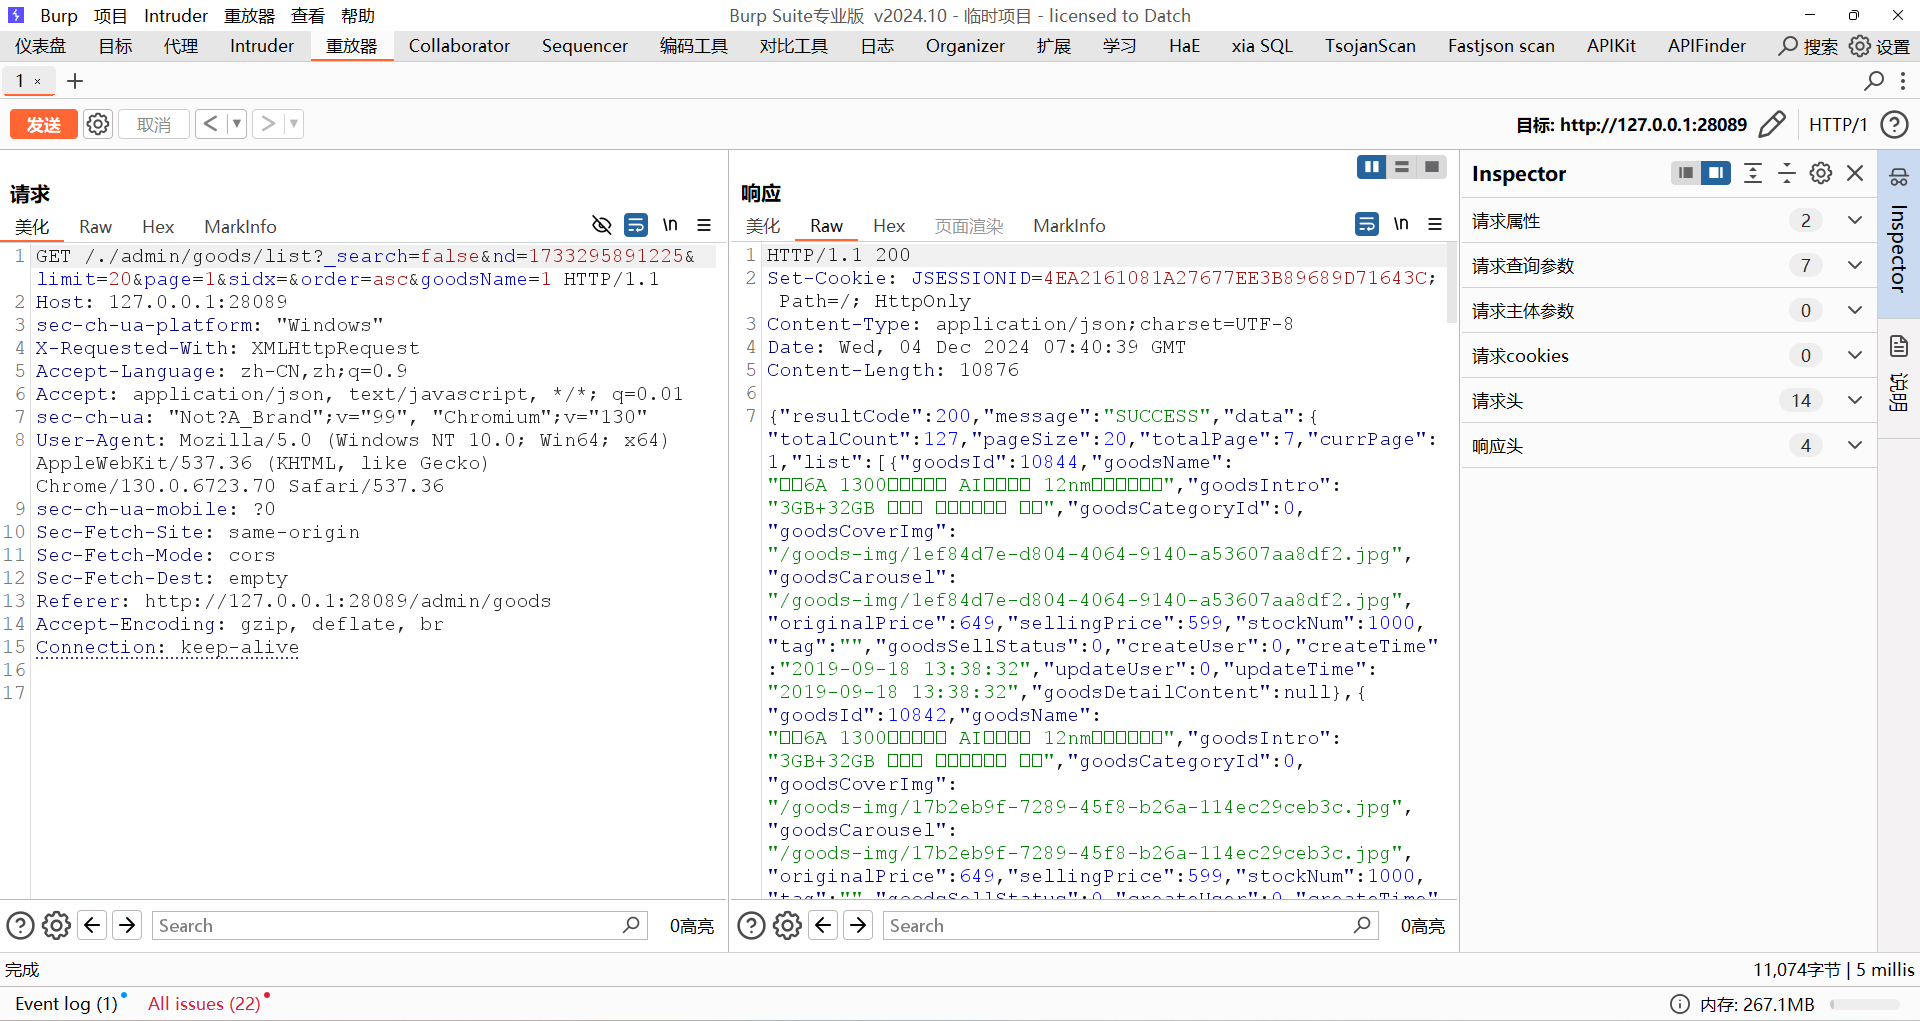 Burp 项目 Intruder 重放器 查看 帮助
Burp Suite专业版 v2024.10 - 临时项目 - licensed to Datch
仪表盘 目标 代理 Intruder 重放器 Collaborator Sequencer 编码工具 对比工具 日志 Organizer 扩展 学习 HaE xia SQL TsojanScan Fastjson scan APIKit APIFinder 搜索 设置
1 × +
发送 取消 < >
目标: http://127.0.0.1:28089 HTTP/1
请求
美化 Raw Hex MarkInfo \n
1 GET /./admin/goods/list?_search=false&nd=1733295891225&
limit=20&page=1&sidx=&order=asc&goodsName=1 HTTP/1.1
2 Host: 127.0.0.1:28089
3 sec-ch-ua-platform: "Windows"
4 X-Requested-With: XMLHttpRequest
5 Accept-Language: zh-CN,zh;q=0.9
6 Accept: application/json, text/javascript, */*; q=0.01
7 sec-ch-ua: "Not?A_Brand";v="99", "Chromium";v="130"
8 User-Agent: Mozilla/5.0 (Windows NT 10.0; Win64; x64)
AppleWebKit/537.36 (KHTML, like Gecko)
Chrome/130.0.6723.70 Safari/537.36
9 sec-ch-ua-mobile: ?0
10 Sec-Fetch-Site: same-origin
11 Sec-Fetch-Mode: cors
12 Sec-Fetch-Dest: empty
13 Referer: http://127.0.0.1:28089/admin/goods
14 Accept-Encoding: gzip, deflate, br
15 Connection: keep-alive
16
17
Search 0高亮
响应
美化 Raw Hex 页面渲染 MarkInfo \n
1 HTTP/1.1 200
2 Set-Cookie: JSESSIONID=4EA2161081A27677EE3B89689D71643C;
Path=/; HttpOnly
3 Content-Type: application/json;charset=UTF-8
4 Date: Wed, 04 Dec 2024 07:40:39 GMT
5 Content-Length: 10876
6
7 {"resultCode":200,"message":"SUCCESS","data":{
"totalCount":127,"pageSize":20,"totalPage":7,"currPage":
1,"list":[{"goodsId":10844,"goodsName":
"□□6A 1300□□□□□ AI□□□□ 12nm□□□□□□","goodsIntro":
"3GB+32GB □□□ □□□□□□ □□","goodsCategoryId":0,
"goodsCoverImg":
"/goods-img/1ef84d7e-d804-4064-9140-a53607aa8df2.jpg",
"goodsCarousel":
"/goods-img/1ef84d7e-d804-4064-9140-a53607aa8df2.jpg",
"originalPrice":649,"sellingPrice":599,"stockNum":1000,
"tag":"","goodsSellStatus":0,"createUser":0,"createTime"
:"2019-09-18 13:38:32","updateUser":0,"updateTime":
"2019-09-18 13:38:32","goodsDetailContent":null},{
"goodsId":10842,"goodsName":
"□□6A 1300□□□□□ AI□□□□ 12nm□□□□□□","goodsIntro":
"3GB+32GB □□□ □□□□□□ □□","goodsCategoryId":0,
"goodsCoverImg":
"/goods-img/17b2eb9f-7289-45f8-b26a-114ec29ceb3c.jpg",
"goodsCarousel":
"/goods-img/17b2eb9f-7289-45f8-b26a-114ec29ceb3c.jpg",
"originalPrice":649,"sellingPrice":599,"stockNum":1000,
"tag":"","goodsSellStatus":0,"createUser":0,"createTime"
Search 0高亮
Inspector
请求属性 2
请求查询参数 7
请求主体参数 0
请求cookies 0
请求头 14
响应头 4
Inspector
说明
完成
11,074字节 | 5 millis
Event log (1) All issues (22)
内存: 267.1MB